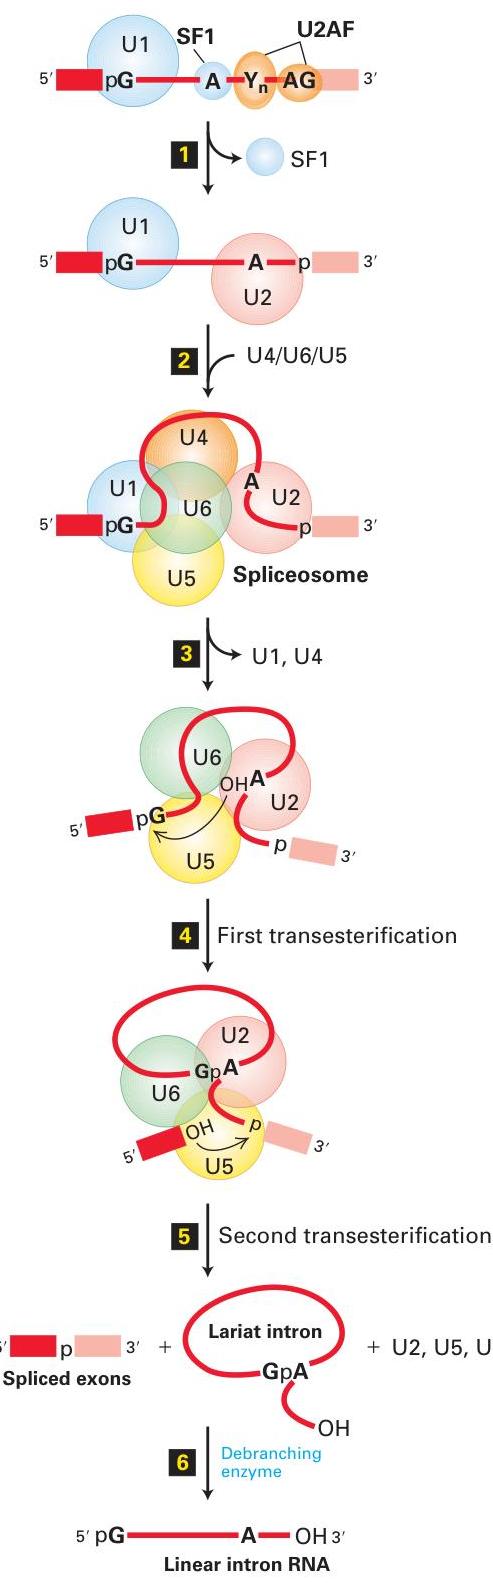 U2AF
SF1
U1
5′ pG A Yn AG 3′
1 SF1
U1
5′ pG A p 3′
U2
2 U4/U6/U5
U4
A
U1 U6 U2
5′ pG p 3′
U5 Spliceosome
3 U1, U4
U6
OH A
U2
5′ pG
p 3′
U5
4 First transesterification
U2
GpA
U6
OH p
5′ U5 3′
5 Second transesterification
Lariat intron
5′ p 3′ + + U2, U5, U
Spliced exons GpA
OH
6 Debranching
enzyme
5′ pG A OH 3′
Linear intron RNA